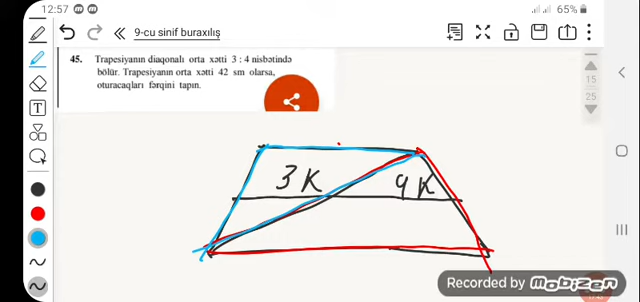 12:57
65%
9-cu sinif buraxılış
45. Trapesiyanın diaqonalı orta xətti 3 : 4 nisbətində
bölür. Trapesiyanın orta xətti 42 sm olarsa,
oturacaqları fərqini tapın.
15
25
T
3K 4K
Recorded by mobizen